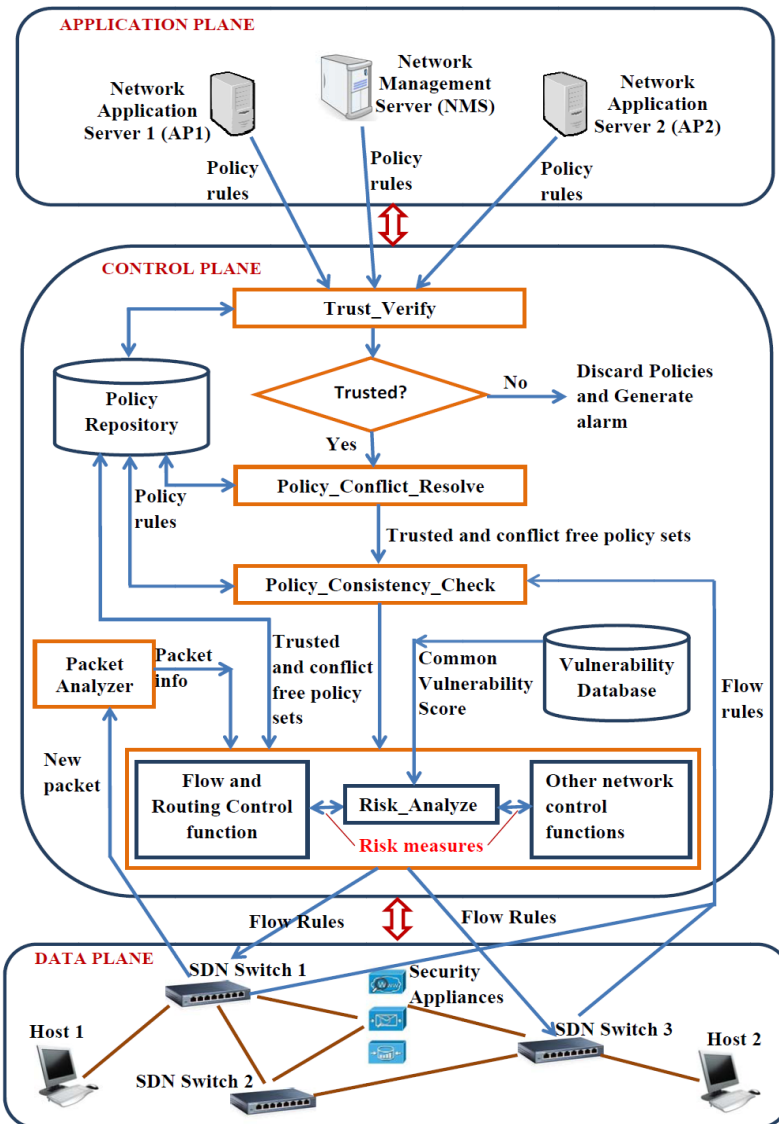 APPLICATION PLANE
Network
Application
Server 1 (AP1)
Network
Management
Server (NMS)
Network
Application
Server 2 (AP2)
Policy
rules
Policy
rules
Policy
rules
CONTROL PLANE
Trust_Verify
Policy
Repository
Trusted?
No
Discard Policies
and Generate
alarm
Yes
Policy_Conflict_Resolve
Policy
rules
Trusted and conflict free policy sets
Policy_Consistency_Check
Packet
Analyzer
Packet
info
Trusted
and conflict
free policy
sets
Common
Vulnerability
Score
Vulnerability
Database
Flow
rules
New
packet
Flow and
Routing Control
function
Risk_Analyze
Other network
control
functions
Risk measures
Flow Rules
Flow Rules
DATA PLANE
SDN Switch 1
Security
Appliances
WWW
Host 1
SDN Switch 3
Host 2
SDN Switch 2